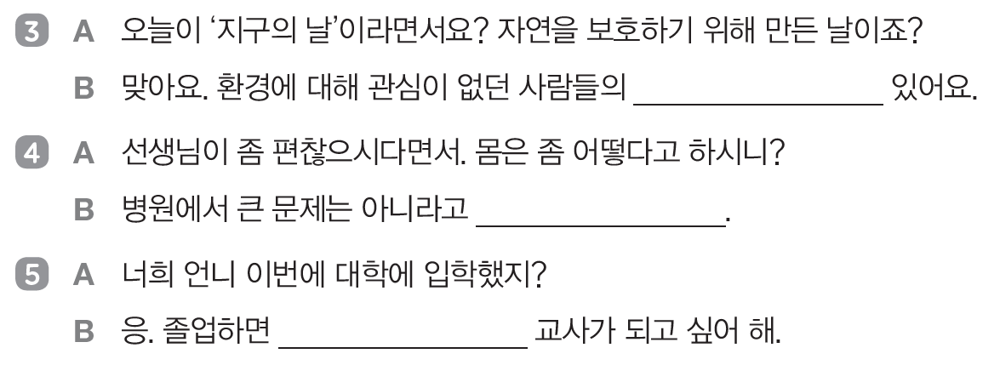 3 A 오늘이 ‘지구의 날’이라면서요? 자연을 보호하기 위해 만든 날이죠?
B 맞아요. 환경에 대해 관심이 없던 사람들의 ____________ 있어요.
4 A 선생님이 좀 편찮으시다면서. 몸은 좀 어떻다고 하시니?
B 병원에서 큰 문제는 아니라고 ____________.
5 A 너희 언니 이번에 대학에 입학했지?
B 응. 졸업하면 ____________ 교사가 되고 싶어 해.